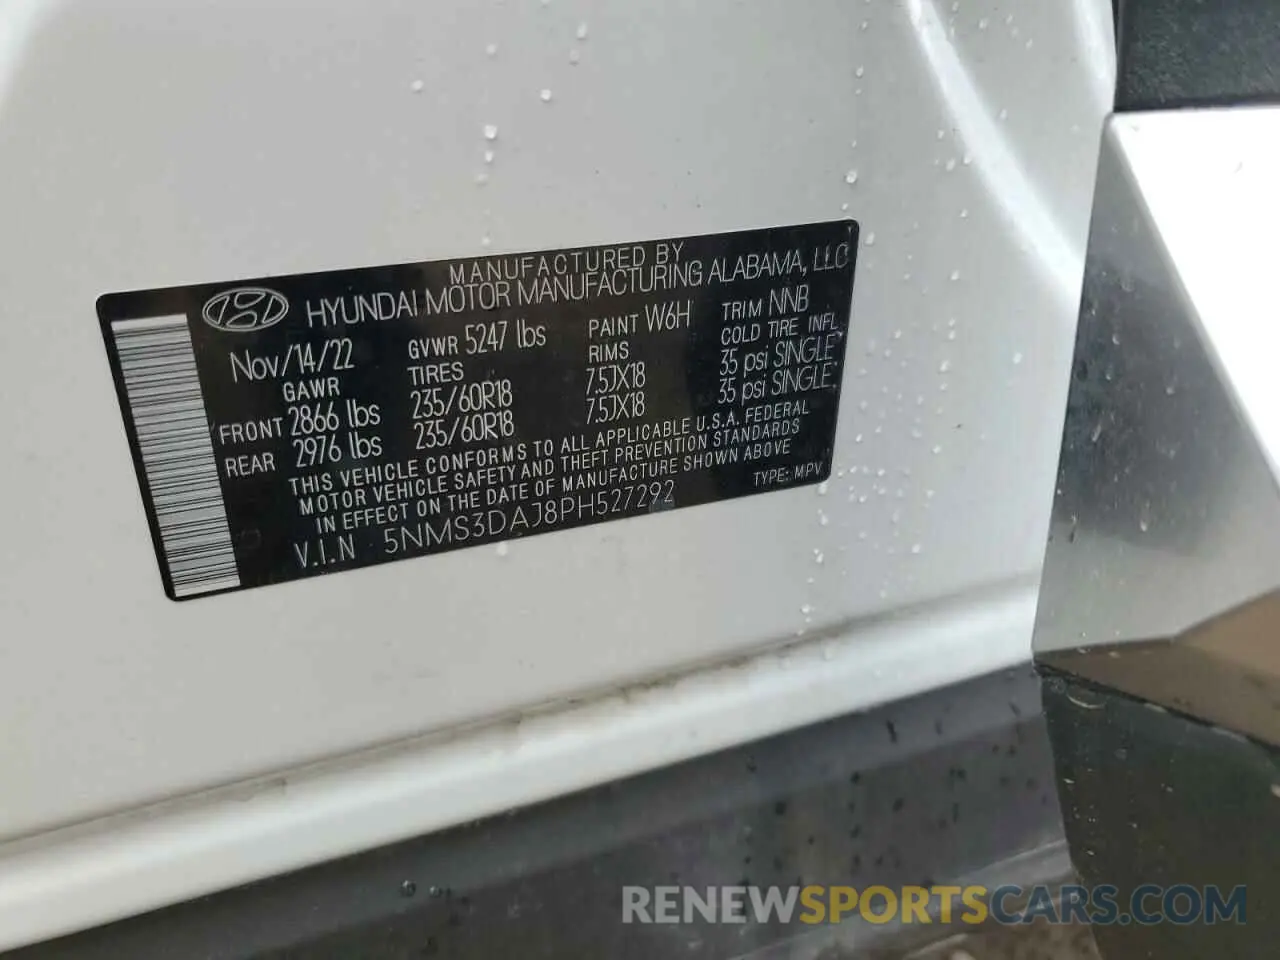 MANUFACTURED BY
HYUNDAI MOTOR MANUFACTURING ALABAMA, LLC
Nov/14/22 GVWR 5247 lbs PAINT W6H TRIM NNB
GAWR TIRES RIMS COLD TIRE INFL
FRONT 2866 lbs 235/60R18 7.5JX18 35 psi SINGLE
REAR 2976 lbs 235/60R18 7.5JX18 35 psi SINGLE
THIS VEHICLE CONFORMS TO ALL APPLICABLE U.S.A. FEDERAL
MOTOR VEHICLE SAFETY AND THEFT PREVENTION STANDARDS
IN EFFECT ON THE DATE OF MANUFACTURE SHOWN ABOVE
V.I.N 5NMS3DAJ8PH527292 TYPE: MPV
RENEWSPORTSCARS.COM